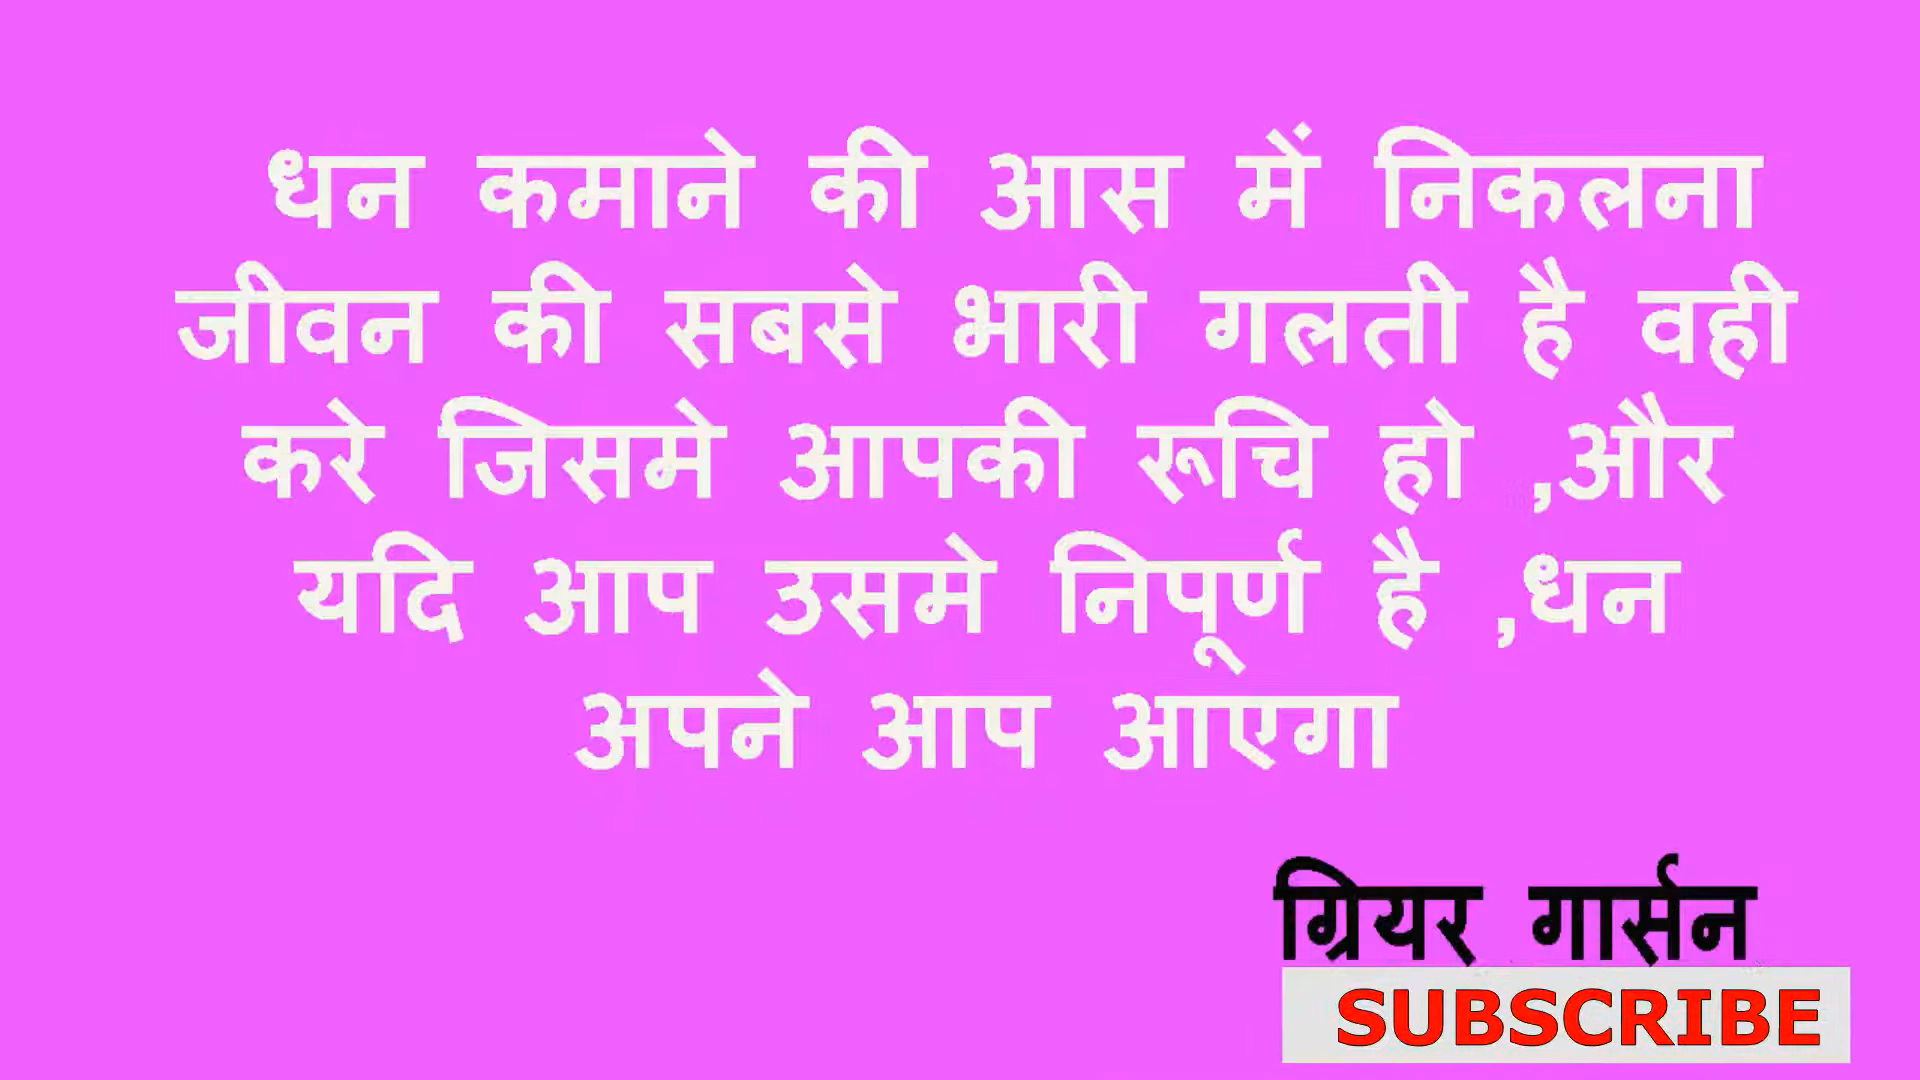 धन कमाने की आस में निकलना
जीवन की सबसे भारी गलती है वही
करे जिसमे आपकी रूचि हो ,और
यदि आप उसमे निपूर्ण है ,धन
अपने आप आएगा
ग्रियर गार्सन
SUBSCRIBE